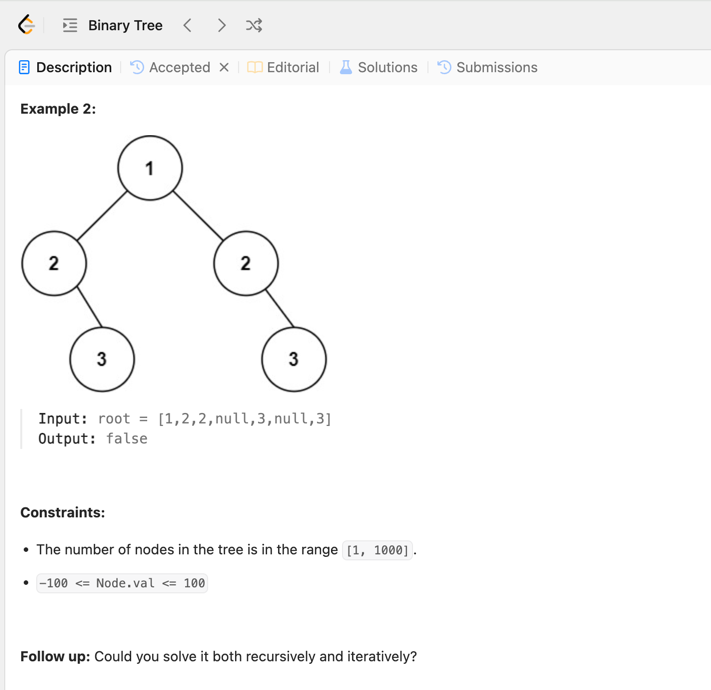 Binary Tree
Description Accepted Editorial Solutions Submissions
Example 2:
1
2 2
3 3
Input: root = [1,2,2,null,3,null,3]
Output: false
Constraints:
• The number of nodes in the tree is in the range [1, 1000].
• -100 <= Node.val <= 100
Follow up: Could you solve it both recursively and iteratively?